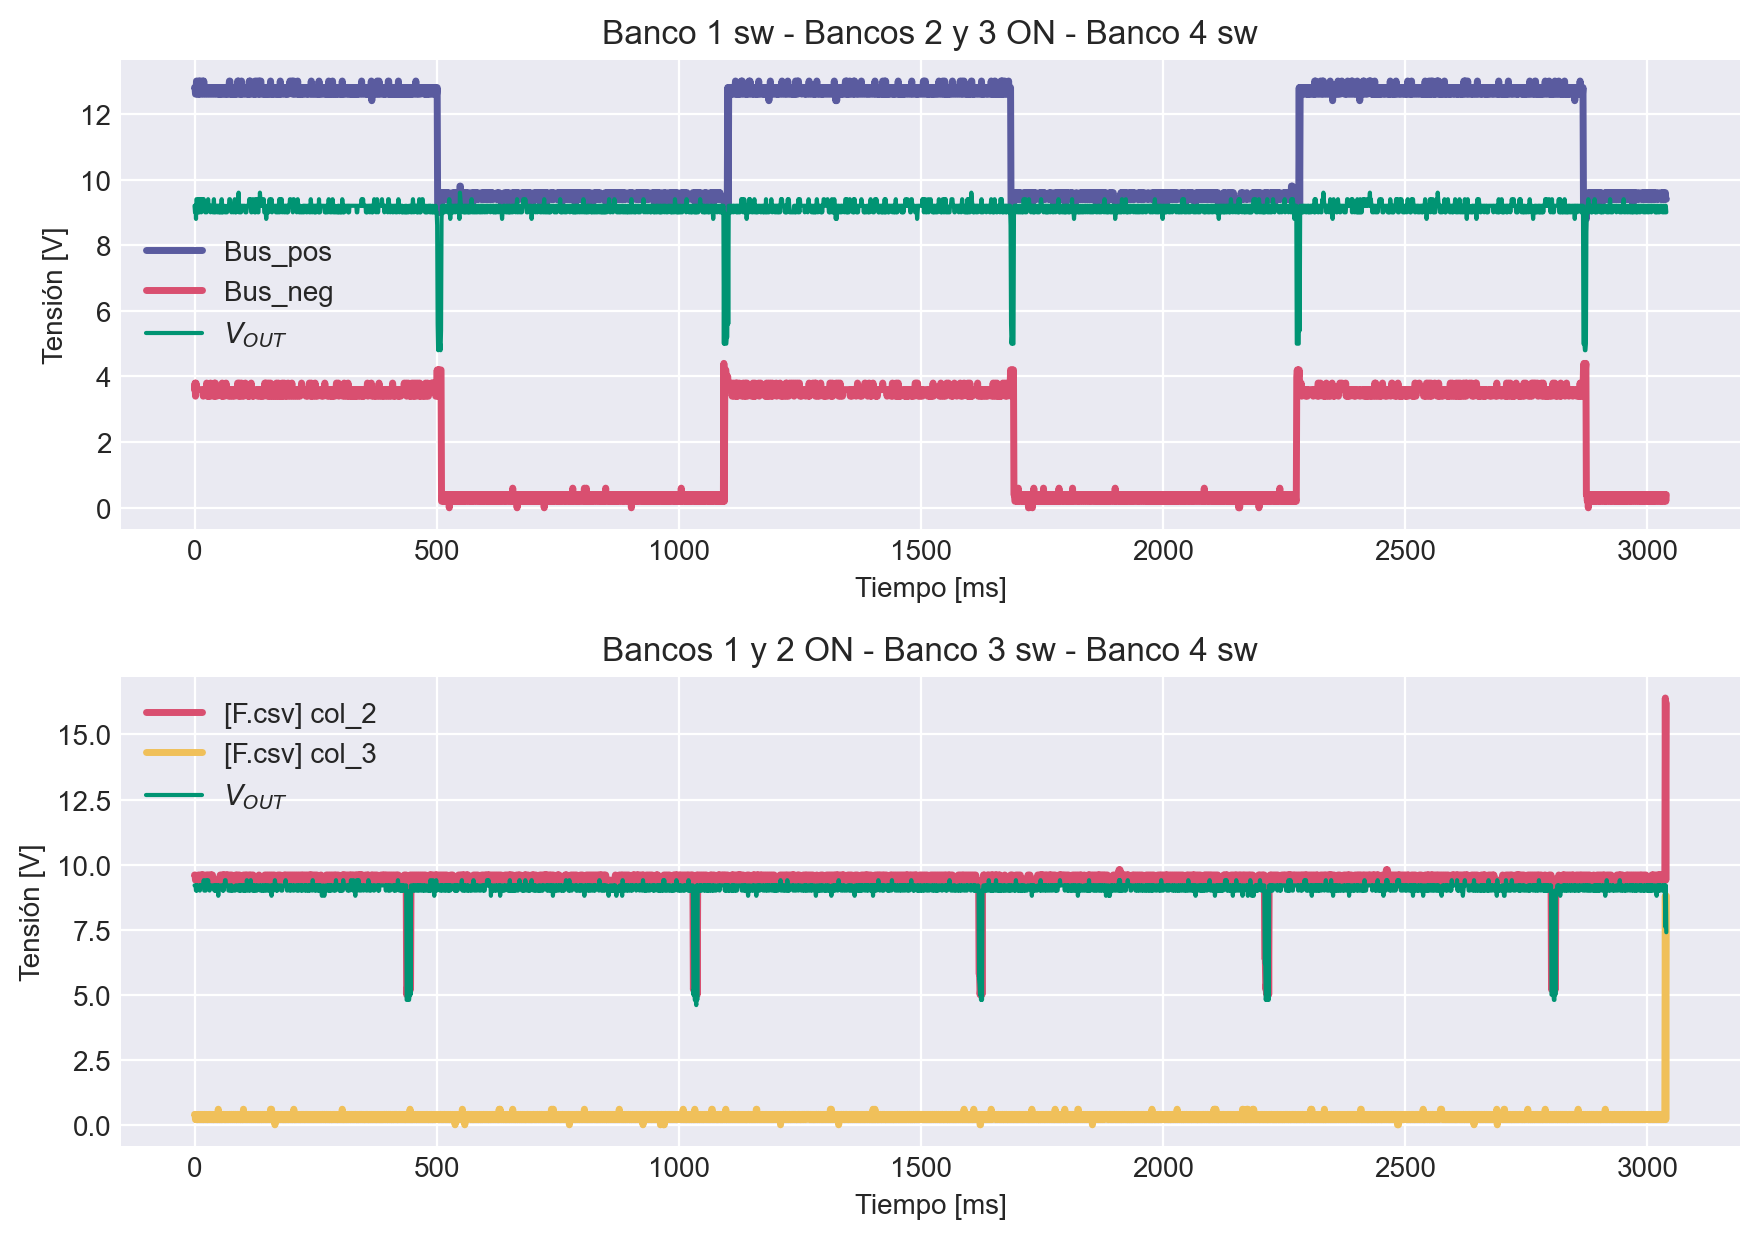 Banco 1 sw - Bancos 2 y 3 ON - Banco 4 sw
Tensión [V]
12
10
8
6
4
2
0
Bus_pos
Bus_neg
V_OUT
0 500 1000 1500 2000 2500 3000
Tiempo [ms]
Bancos 1 y 2 ON - Banco 3 sw - Banco 4 sw
Tensión [V]
15.0
12.5
10.0
7.5
5.0
2.5
0.0
[F.csv] col_2
[F.csv] col_3
V_OUT
0 500 1000 1500 2000 2500 3000
Tiempo [ms]